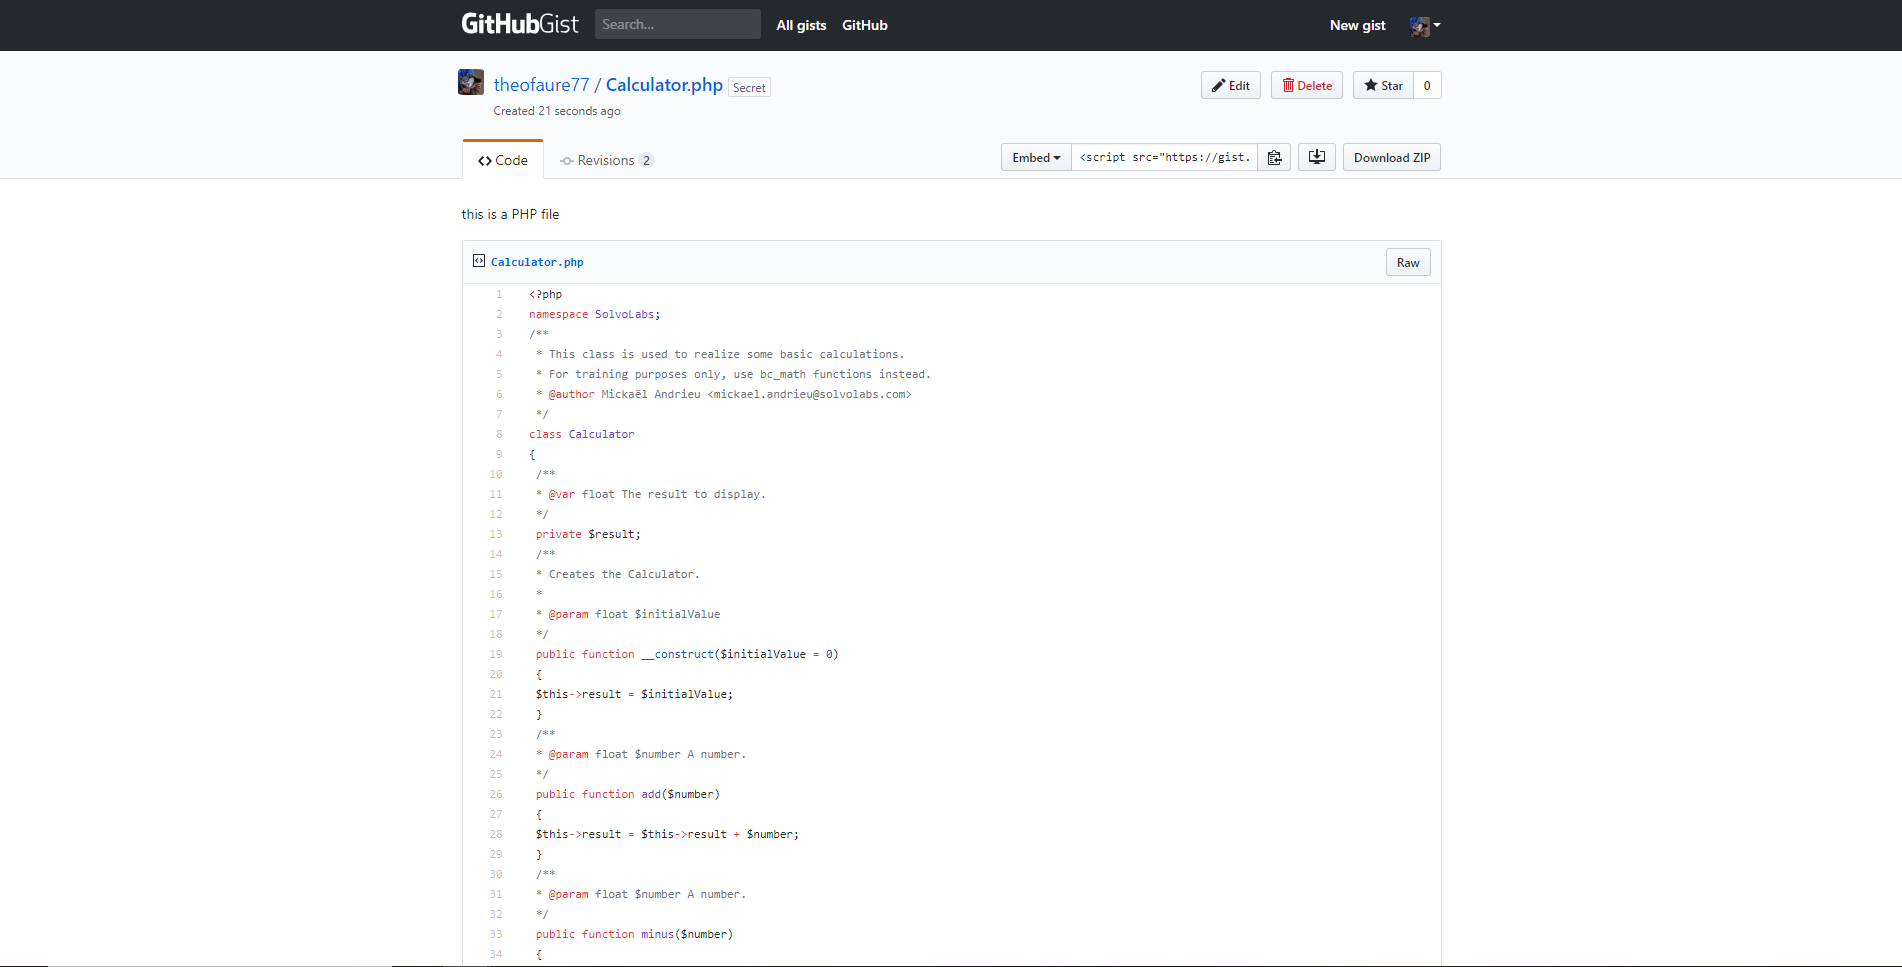 GitHubGist Search... All gists GitHub New gist
theofaure77 / Calculator.php Secret Edit Delete Star 0
Created 21 seconds ago
Code Revisions 2 Embed <script src="https://gist. Download ZIP
this is a PHP file
Calculator.php Raw
1 <?php
2 namespace SolvoLabs;
3 /**
4 * This class is used to realize some basic calculations.
5 * For training purposes only, use bc_math functions instead.
6 * @author Mickaël Andrieu <mickael.andrieu@solvolabs.com>
7 */
8 class Calculator
9 {
10 /**
11 * @var float The result to display.
12 */
13 private $result;
14 /**
15 * Creates the Calculator.
16 *
17 * @param float $initialValue
18 */
19 public function __construct($initialValue = 0)
20 {
21 $this->result = $initialValue;
22 }
23 /**
24 * @param float $number A number.
25 */
26 public function add($number)
27 {
28 $this->result = $this->result + $number;
29 }
30 /**
31 * @param float $number A number.
32 */
33 public function minus($number)
34 {